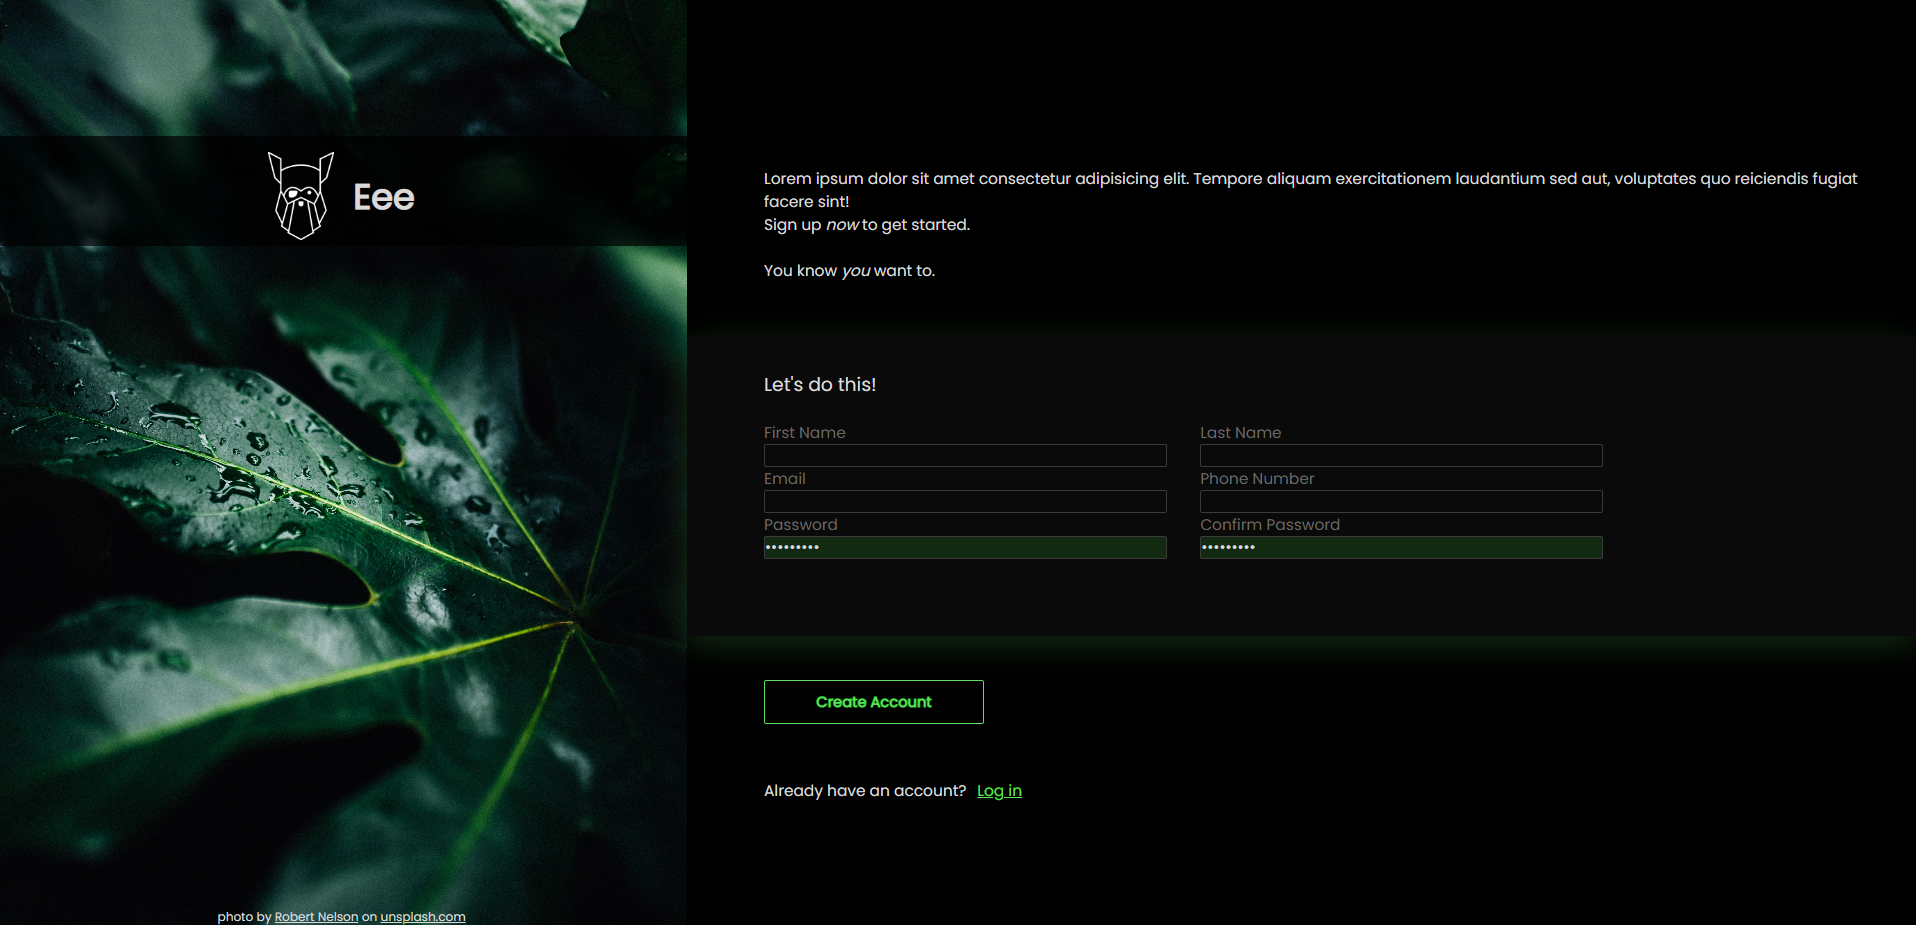 Eee
photo by Robert Nelson on unsplash.com
Lorem ipsum dolor sit amet consectetur adipisicing elit. Tempore aliquam exercitationem laudantium sed aut, voluptates quo reiciendis fugiat
facere sint!
Sign up now to get started.
You know you want to.
Let's do this!
First Name
Last Name
Email
Phone Number
Password
Confirm Password
•••••••••
•••••••••
Create Account
Already have an account? Log in